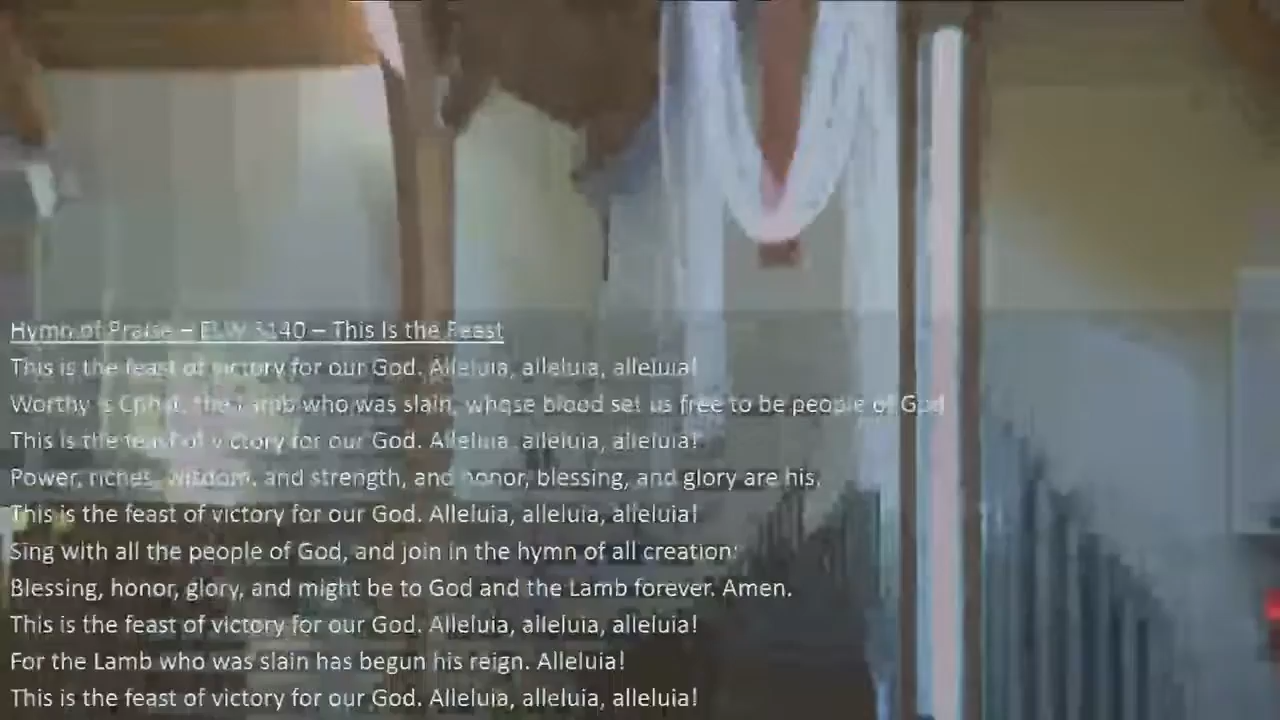 Hymn of Praise – ELW S140 – This Is the Feast
This is the feast of victory for our God. Alleluia, alleluia, alleluia!
Worthy is Christ, the Lamb who was slain, whose blood set us free to be people of God
This is the feast of victory for our God. Alleluia, alleluia, alleluia!
Power, riches, wisdom, and strength, and honor, blessing, and glory are his.
This is the feast of victory for our God. Alleluia, alleluia, alleluia!
Sing with all the people of God, and join in the hymn of all creation:
Blessing, honor, glory, and might be to God and the Lamb forever. Amen.
This is the feast of victory for our God. Alleluia, alleluia, alleluia!
For the Lamb who was slain has begun his reign. Alleluia!
This is the feast of victory for our God. Alleluia, alleluia, alleluia!